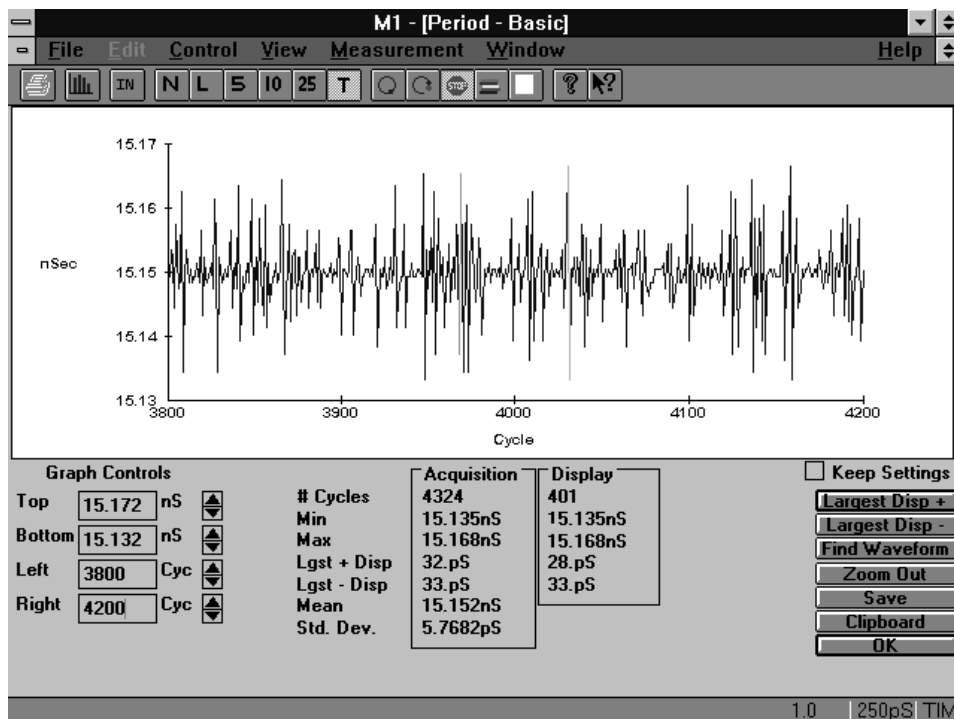 M1 - [Period - Basic]
File Edit Control View Measurement Window Help
IN N L 5 10 25 T STOP ? ?
15.17
15.16
nSec
15.15
15.14
15.13
3800 3900 4000 4100 4200
Cycle
Graph Controls
Top 15.172 nS
Bottom 15.132 nS
Left 3800 Cyc
Right 4200 Cyc
Acquisition Display
# Cycles 4324 401
Min 15.135nS 15.135nS
Max 15.168nS 15.168nS
Lgst + Disp 32.pS 28.pS
Lgst - Disp 33.pS 33.pS
Mean 15.152nS
Std. Dev. 5.7682pS
Keep Settings
Largest Disp +
Largest Disp -
Find Waveform
Zoom Out
Save
Clipboard
OK
1.0 250pS TIM